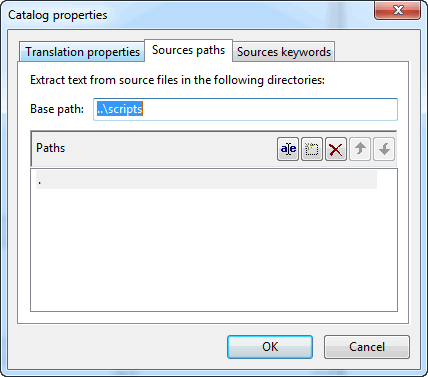 Catalog properties
Translation properties Sources paths Sources keywords
Extract text from source files in the following directories:
Base path: ..\scripts
Paths aIe
.
OK Cancel